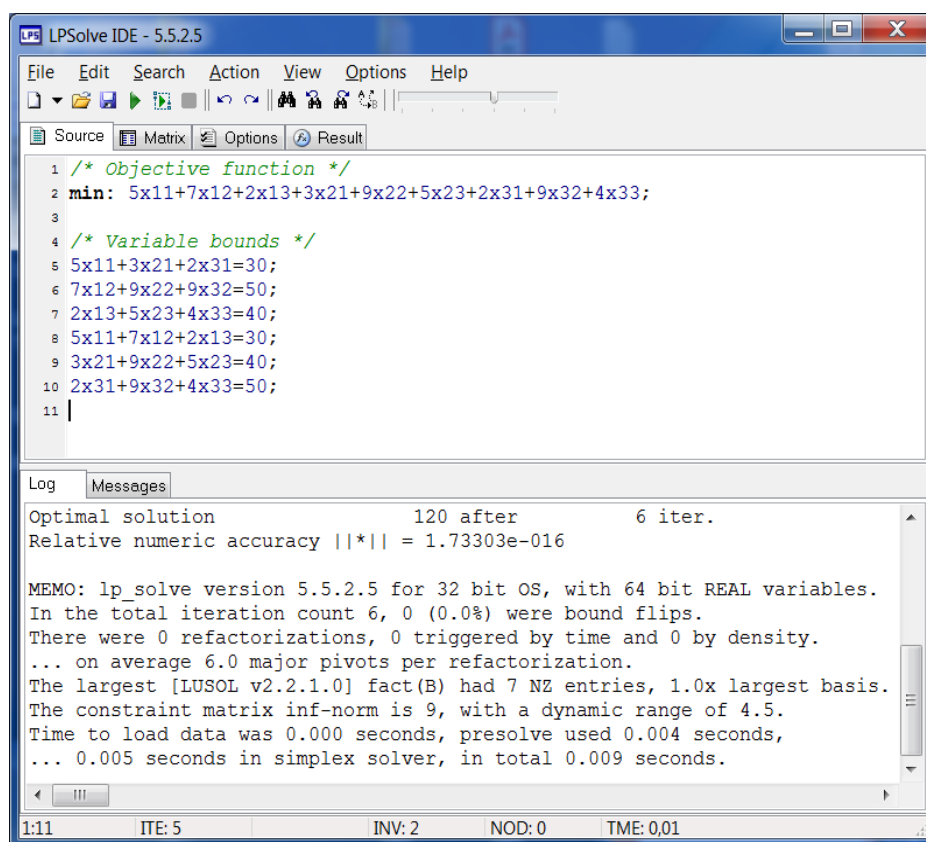 LPS LPSolve IDE - 5.5.2.5
File Edit Search Action View Options Help
Source Matrix Options Result
1 /* Objective function */
2 min: 5x11+7x12+2x13+3x21+9x22+5x23+2x31+9x32+4x33;
3
4 /* Variable bounds */
5 5x11+3x21+2x31=30;
6 7x12+9x22+9x32=50;
7 2x13+5x23+4x33=40;
8 5x11+7x12+2x13=30;
9 3x21+9x22+5x23=40;
10 2x31+9x32+4x33=50;
11
Log Messages
Optimal solution 120 after 6 iter.
Relative numeric accuracy ||*|| = 1.73303e-016
MEMO: lp_solve version 5.5.2.5 for 32 bit OS, with 64 bit REAL variables.
In the total iteration count 6, 0 (0.0%) were bound flips.
There were 0 refactorizations, 0 triggered by time and 0 by density.
... on average 6.0 major pivots per refactorization.
The largest [LUSOL v2.2.1.0] fact(B) had 7 NZ entries, 1.0x largest basis.
The constraint matrix inf-norm is 9, with a dynamic range of 4.5.
Time to load data was 0.000 seconds, presolve used 0.004 seconds,
... 0.005 seconds in simplex solver, in total 0.009 seconds.
1:11 ITE: 5 INV: 2 NOD: 0 TME: 0,01